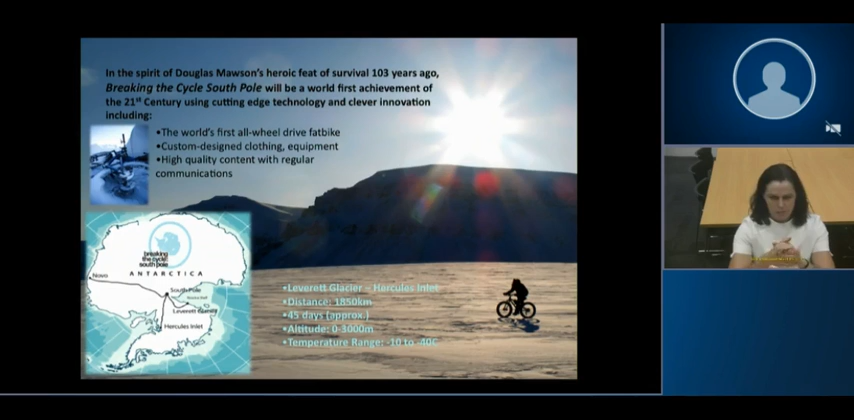 In the spirit of Douglas Mawson's heroic feat of survival 103 years ago,
Breaking the Cycle South Pole will be a world first achievement of
the 21st Century using cutting edge technology and clever innovation
including:
•The world's first all-wheel drive fatbike
•Custom-designed clothing, equipment
•High quality content with regular
communications
breaking
the cycle
south pole
ANTARCTICA
Novo
South Pole
Leverett Glacier
Hercules Inlet
•Leverett Glacier – Hercules Inlet
•Distance: 1850km
•45 days (approx.)
•Altitude: 0-3000m
•Temperature Range: -10 to -40C